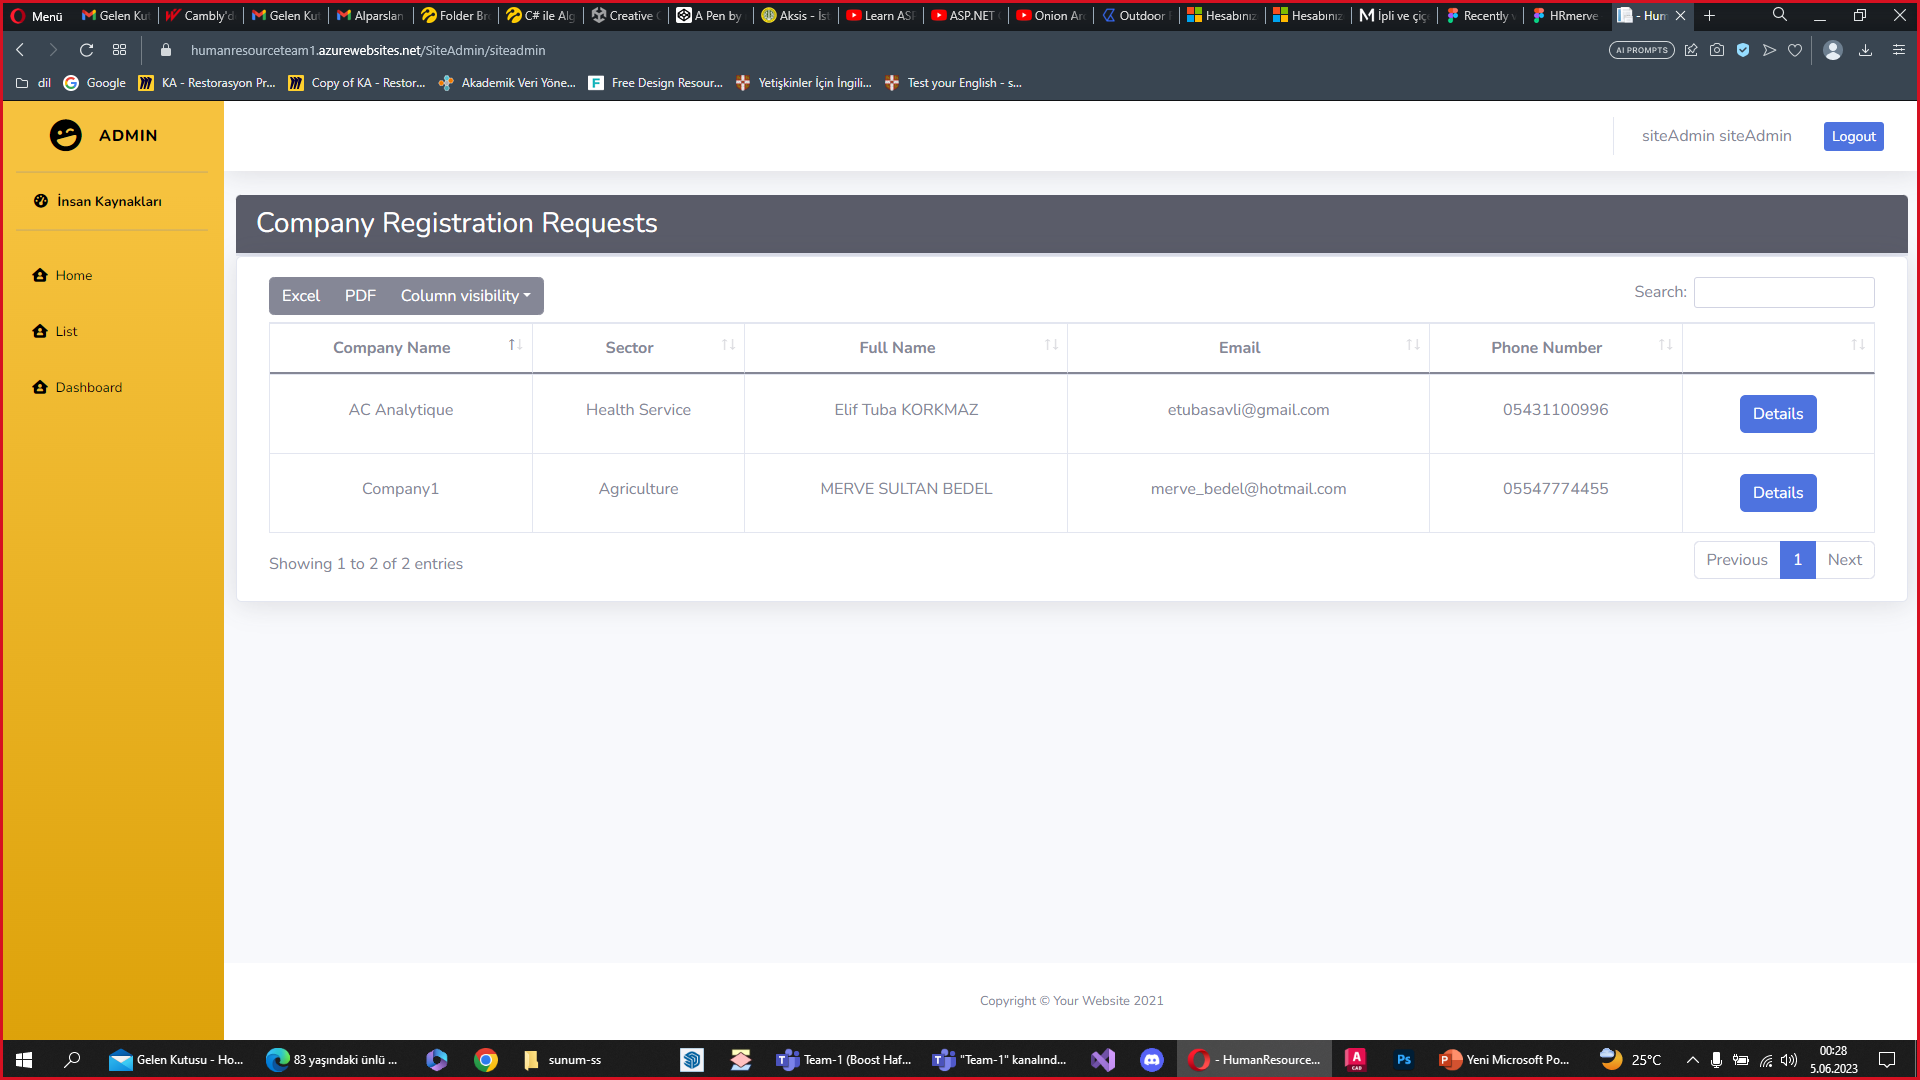 Menü
Gelen Kut
Cambly'd
Gelen Ku
Alparslan
Folder Br
C# ile Alg
Creative
A Pen by
Aksis - İst
Learn ASP
ASP.NET
Onion Ar
Outdoor
Hesabınız
Hesabını
İpli ve çiç
Recently
HRmerve
- Hum
humanresourceteam1.azurewebsites.net/SiteAdmin/siteadmin
AI PROMPTS
dil
Google
KA - Restorasyon Pr...
Copy of KA - Restor...
Akademik Veri Yöne...
Free Design Resour...
Yetişkinler İçin İngili...
Test your English - s...
ADMIN
siteAdmin siteAdmin
Logout
İnsan Kaynakları
Home
List
Dashboard
Company Registration Requests
Excel PDF Column visibility
Search:
Company Name Sector Full Name Email Phone Number
AC Analytique Health Service Elif Tuba KORKMAZ etubasavli@gmail.com 05431100996 Details
Company1 Agriculture MERVE SULTAN BEDEL merve_bedel@hotmail.com 05547774455 Details
Showing 1 to 2 of 2 entries
Previous 1 Next
Copyright © Your Website 2021
Gelen Kutusu - Ho...
83 yaşındaki ünlü ...
sunum-ss
Team-1 (Boost Haf...
"Team-1" kanalınd...
- HumanResource...
Ps
Yeni Microsoft Po...
25°C
00:28
5.06.2023